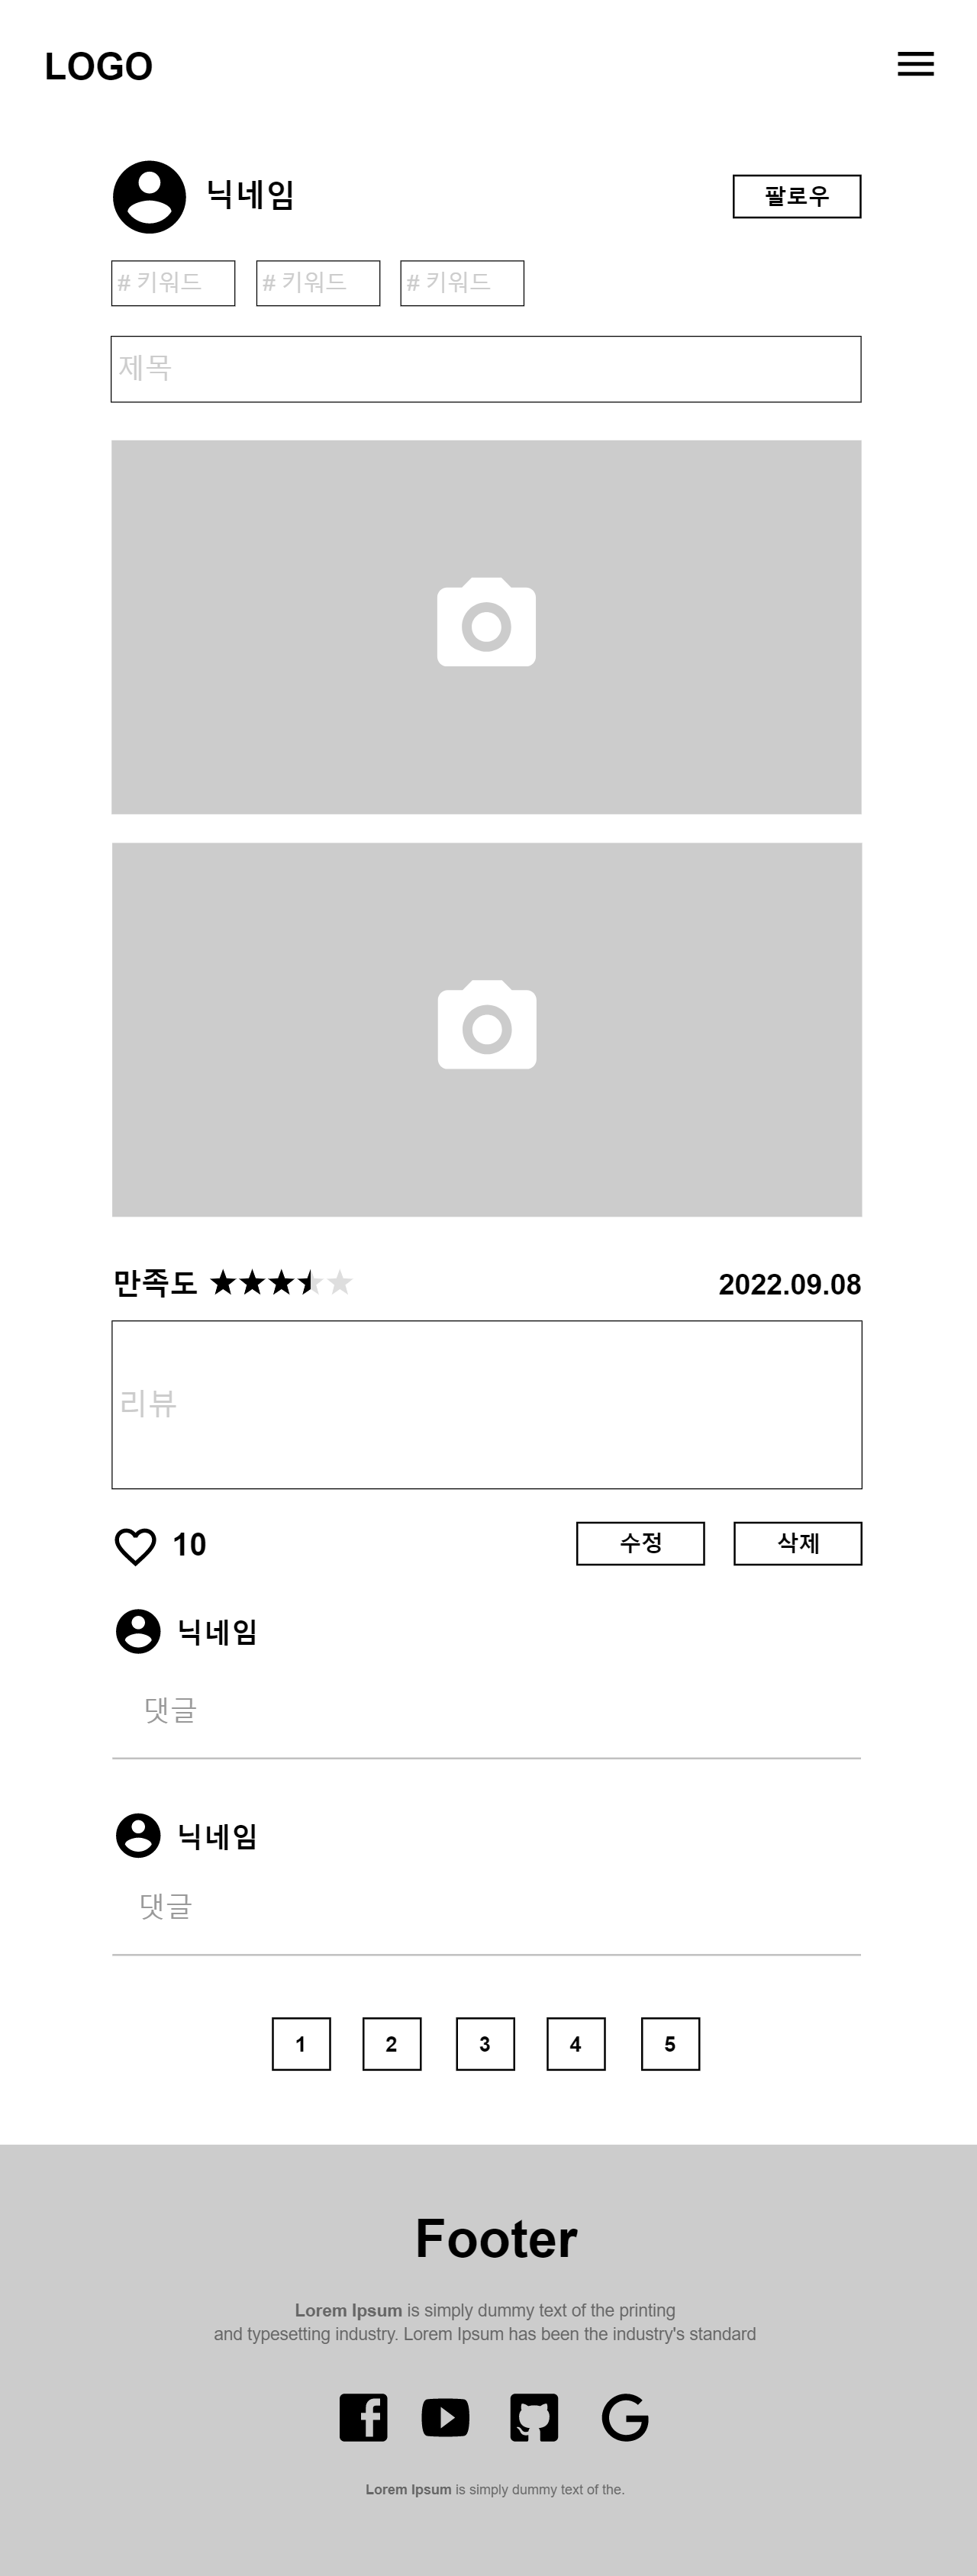 LOGO
닉네임
팔로우
# 키워드 # 키워드 # 키워드
제목
만족도
2022.09.08
리뷰
10
수정
삭제
닉네임
댓글
닉네임
댓글
1 2 3 4 5
Footer
Lorem Ipsum is simply dummy text of the printing
and typesetting industry. Lorem Ipsum has been the industry's standard
Lorem Ipsum is simply dummy text of the.